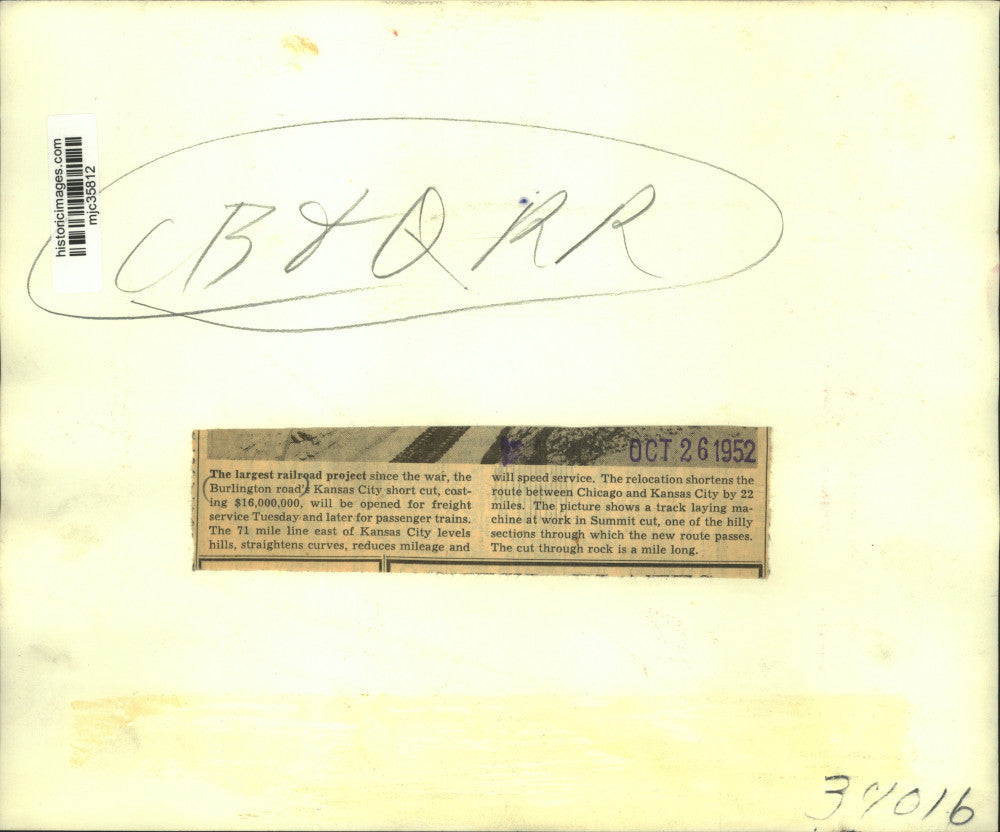 historicimages.com
mjc35812
CB&QRR
OCT 26 1952
The largest railroad project since the war, the
Burlington road's Kansas City short cut, cost-
ing $16,000,000, will be opened for freight
service Tuesday and later for passenger trains.
The 71 mile line east of Kansas City levels
hills, straightens curves, reduces mileage and
will speed service. The relocation shortens the
route between Chicago and Kansas City by 22
miles. The picture shows a track laying ma-
chine at work in Summit cut, one of the hilly
sections through which the new route passes.
The cut through rock is a mile long.